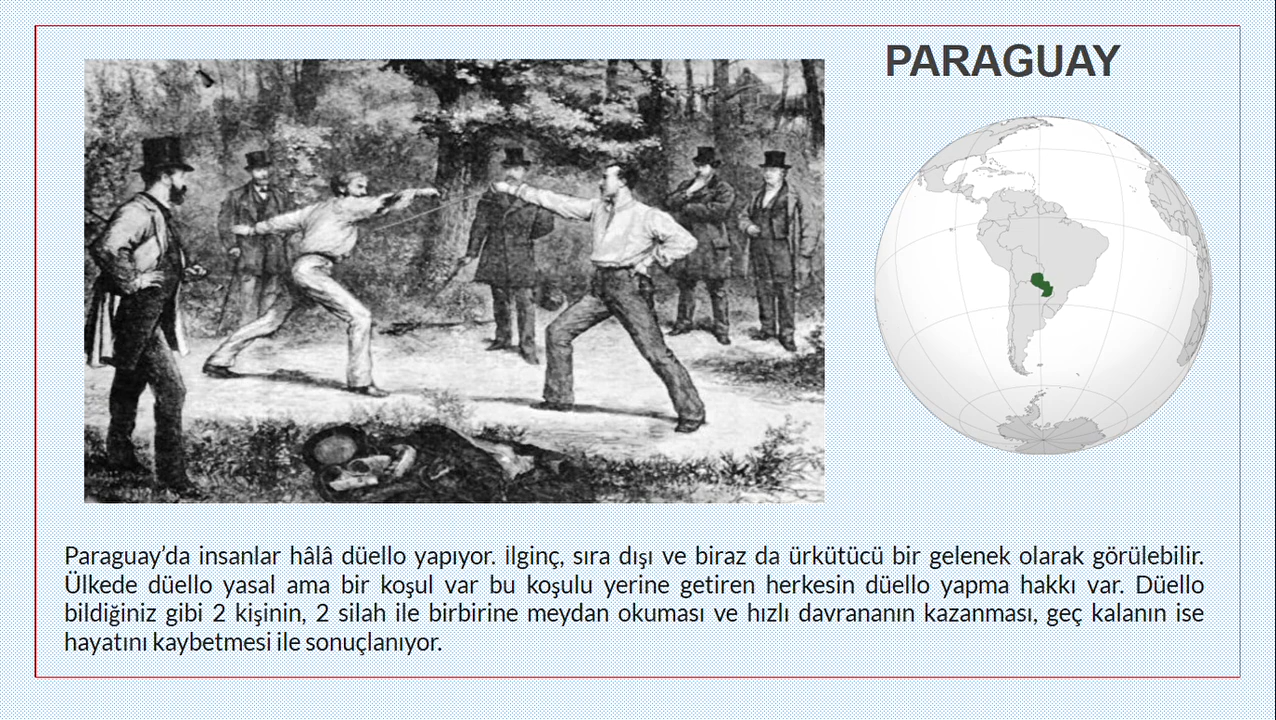 PARAGUAY
Paraguay’da insanlar hâlâ düello yapıyor. ilginç, sıra dışı ve biraz da ürkütücü bir gelenek olarak görülebilir.
Ülkede düello yasal ama bir koşul var bu koşulu yerine getiren herkesin düello yapma hakkı var. Düello
bildiğiniz gibi 2 kişinin, 2 silah ile birbirine meydan okuması ve hızlı davrananın kazanması, geç kalanın ise
hayatını kaybetmesi ile sonuçlanıyor.